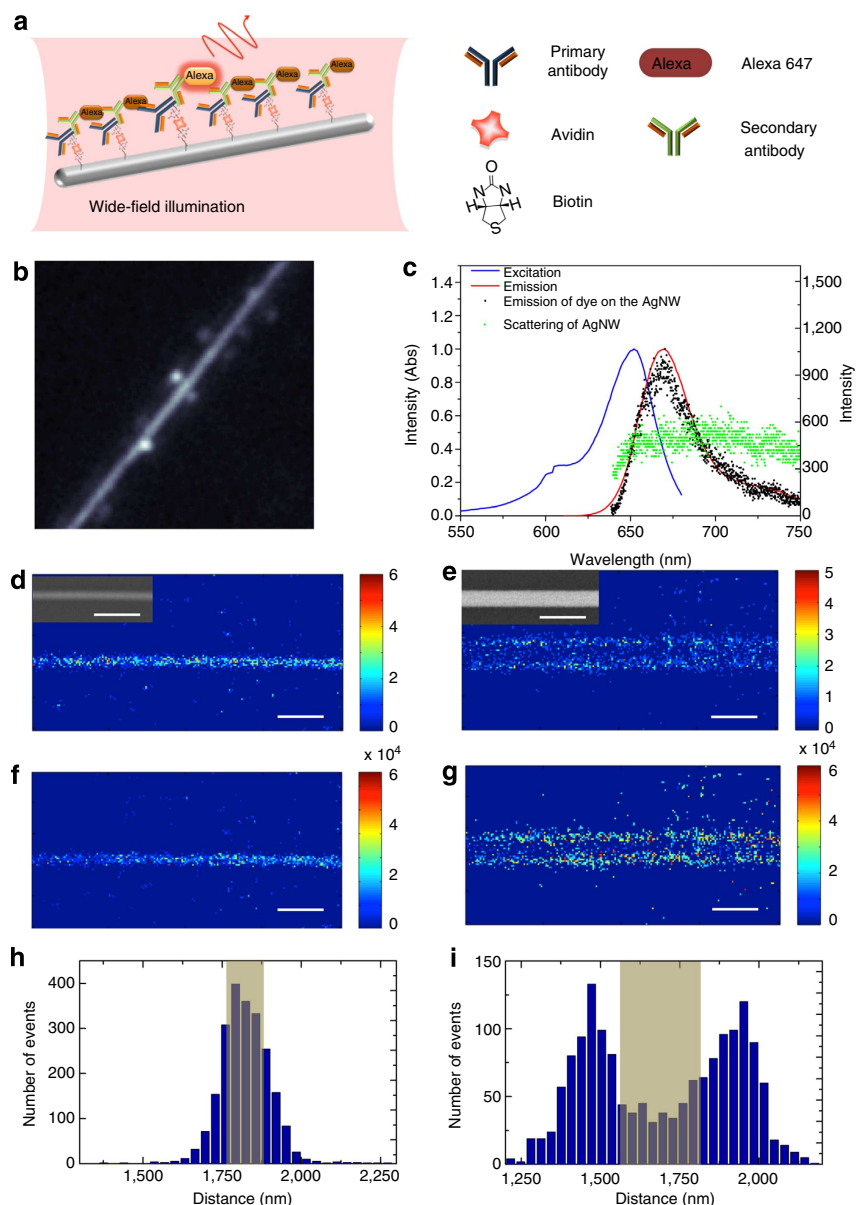 a
Alexa
Alexa
Alexa
Alexa
Alexa
Alexa
Alexa
Wide-field illumination
Primary
antibody
Alexa
Alexa 647
Avidin
Secondary
antibody
O
N
N
H
H
S
Biotin
b
c
Excitation
Emission
Emission of dye on the AgNW
Scattering of AgNW
1.4
1.2
1.0
0.8
0.6
0.4
0.2
0.0
Intensity (Abs)
1,500
1,200
900
600
300
0
Intensity
550
600
650
700
750
Wavelength (nm)
d
6
4
2
0
e
5
4
3
2
1
0
f
x 10⁴
6
4
2
0
g
x 10⁴
6
4
2
0
h
400
300
200
100
0
Number of events
1,500
1,750
2,000
2,250
Distance (nm)
i
150
100
50
0
Number of events
1,250
1,500
1,750
2,000
Distance (nm)